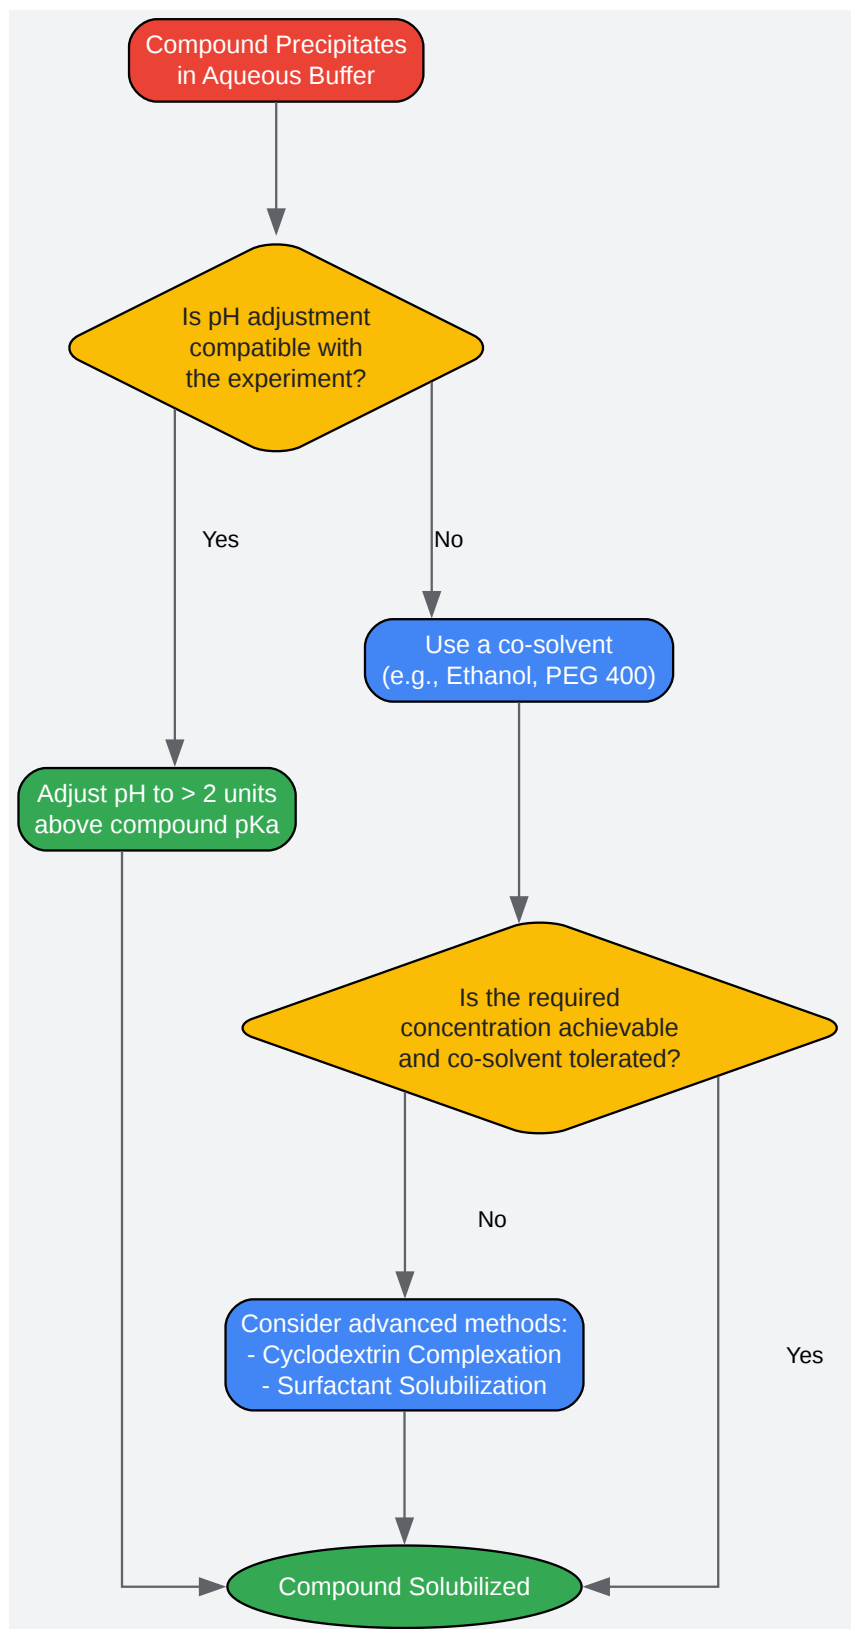 Compound Precipitates
in Aqueous Buffer
Is pH adjustment
compatible with
the experiment?
Yes
No
Use a co-solvent
(e.g., Ethanol, PEG 400)
Adjust pH to > 2 units
above compound pKa
Is the required
concentration achievable
and co-solvent tolerated?
No
Consider advanced methods:
- Cyclodextrin Complexation
- Surfactant Solubilization
Yes
Compound Solubilized